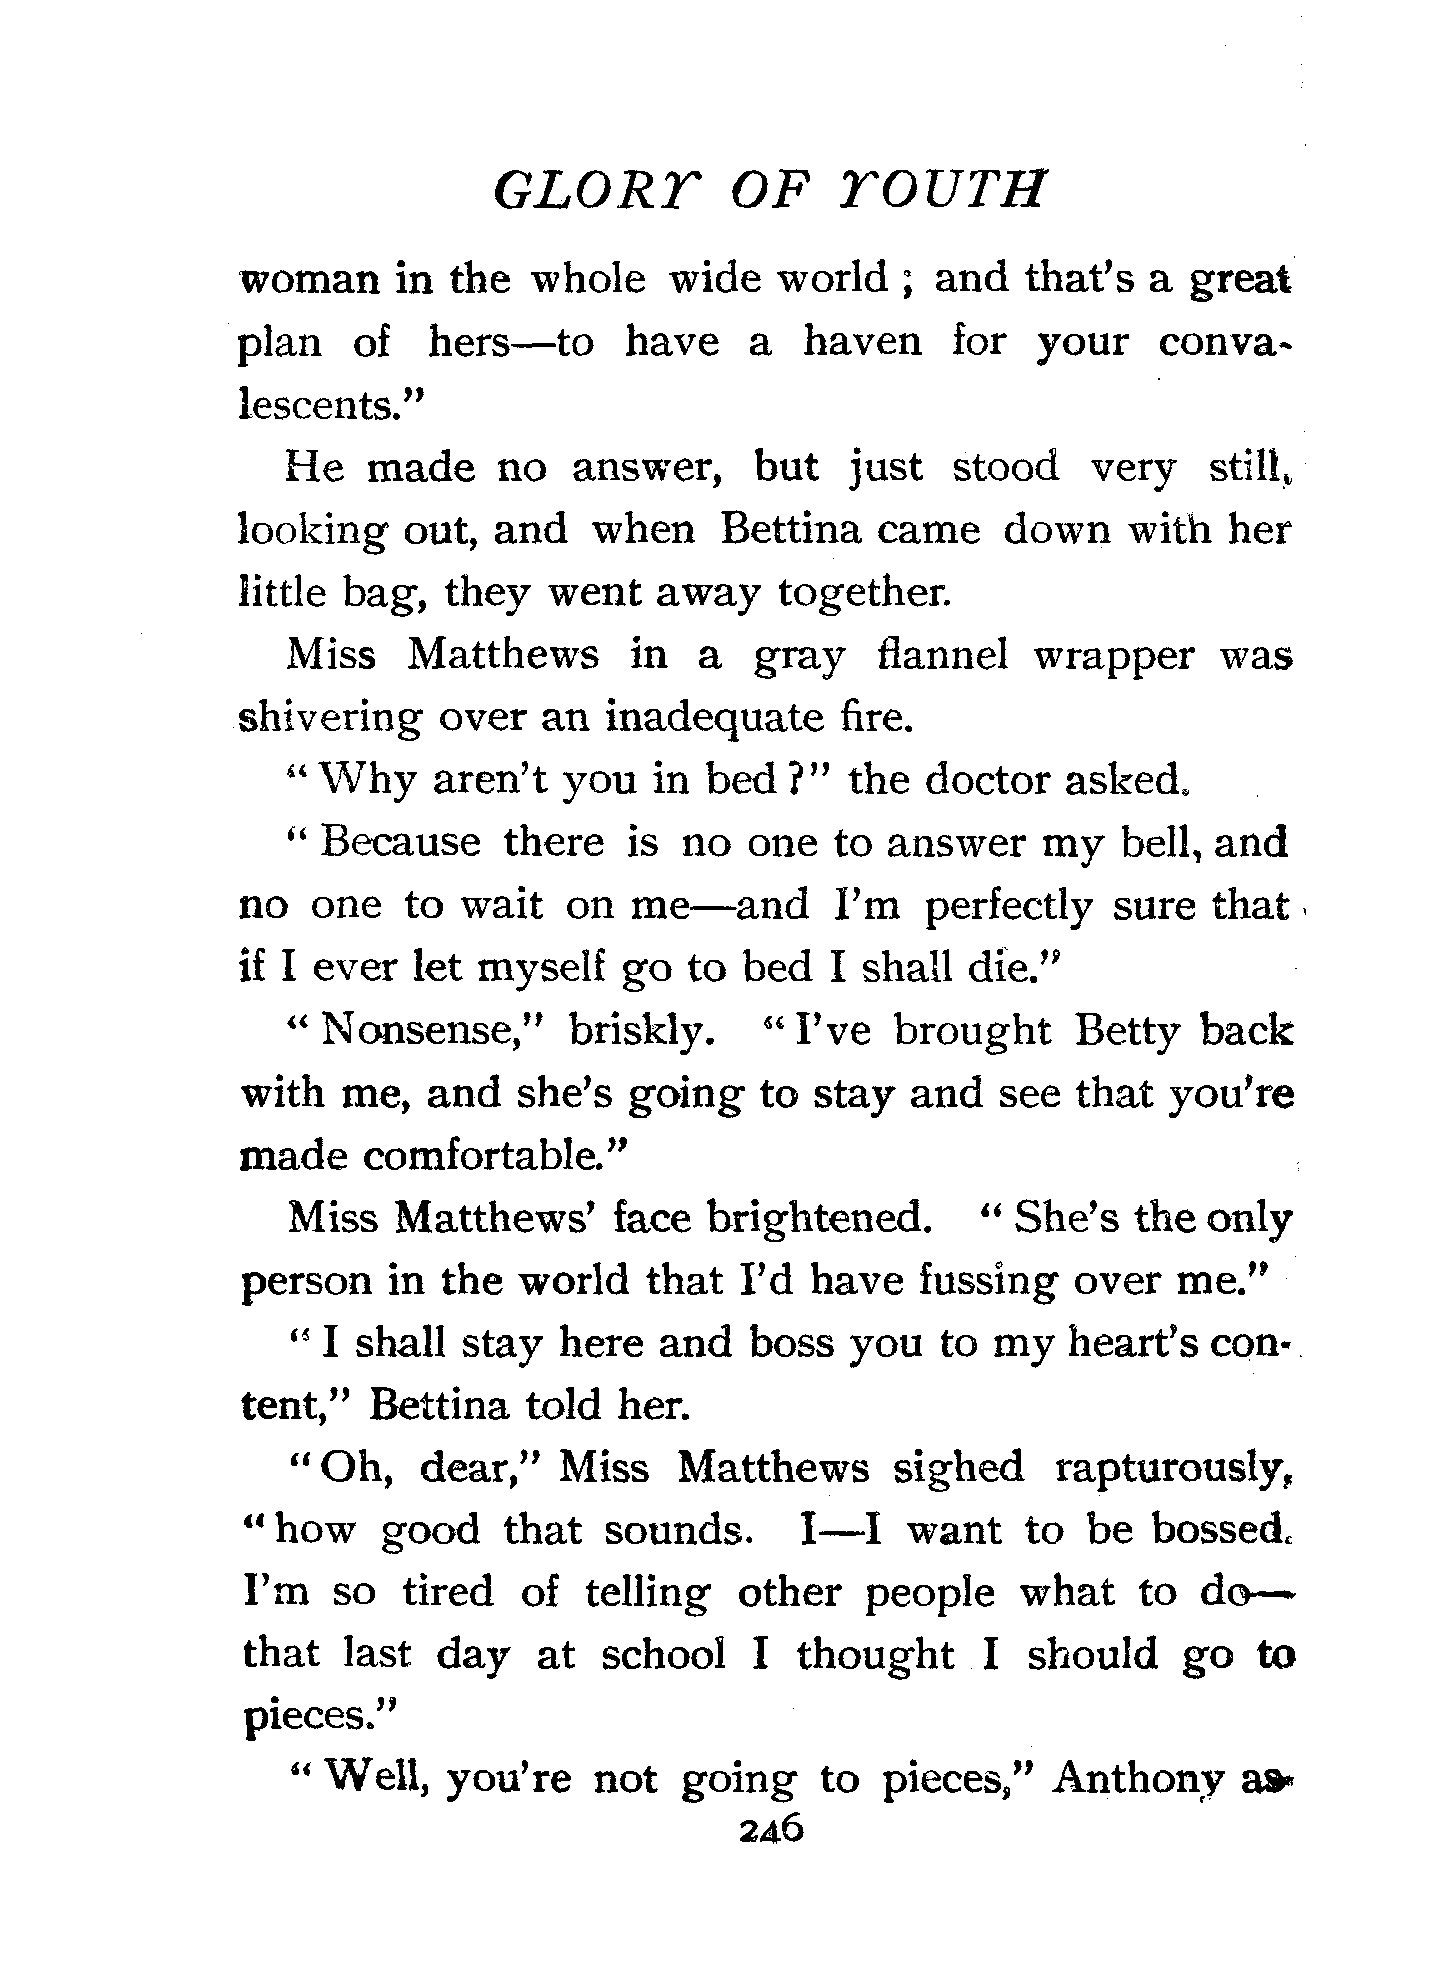 GLORY OF YOUTH
woman in the whole wide world ; and that's a great
plan of hers—to have a haven for your conva-
lescents."
He made no answer, but just stood very still,
looking out, and when Bettina came down with her
little bag, they went away together.
Miss Matthews in a gray flannel wrapper was
shivering over an inadequate fire.
"Why aren't you in bed ?" the doctor asked.
"Because there is no one to answer my bell, and
no one to wait on me—and I'm perfectly sure that
if I ever let myself go to bed I shall die."
"Nonsense," briskly. "I've brought Betty back
with me, and she's going to stay and see that you're
made comfortable."
Miss Matthews' face brightened. "She's the only
person in the world that I'd have fussing over me."
"I shall stay here and boss you to my heart's con-
tent," Bettina told her.
"Oh, dear," Miss Matthews sighed rapturously,
"how good that sounds. I—I want to be bossed.
I'm so tired of telling other people what to do—
that last day at school I thought I should go to
pieces."
"Well, you're not going to pieces," Anthony as-
246